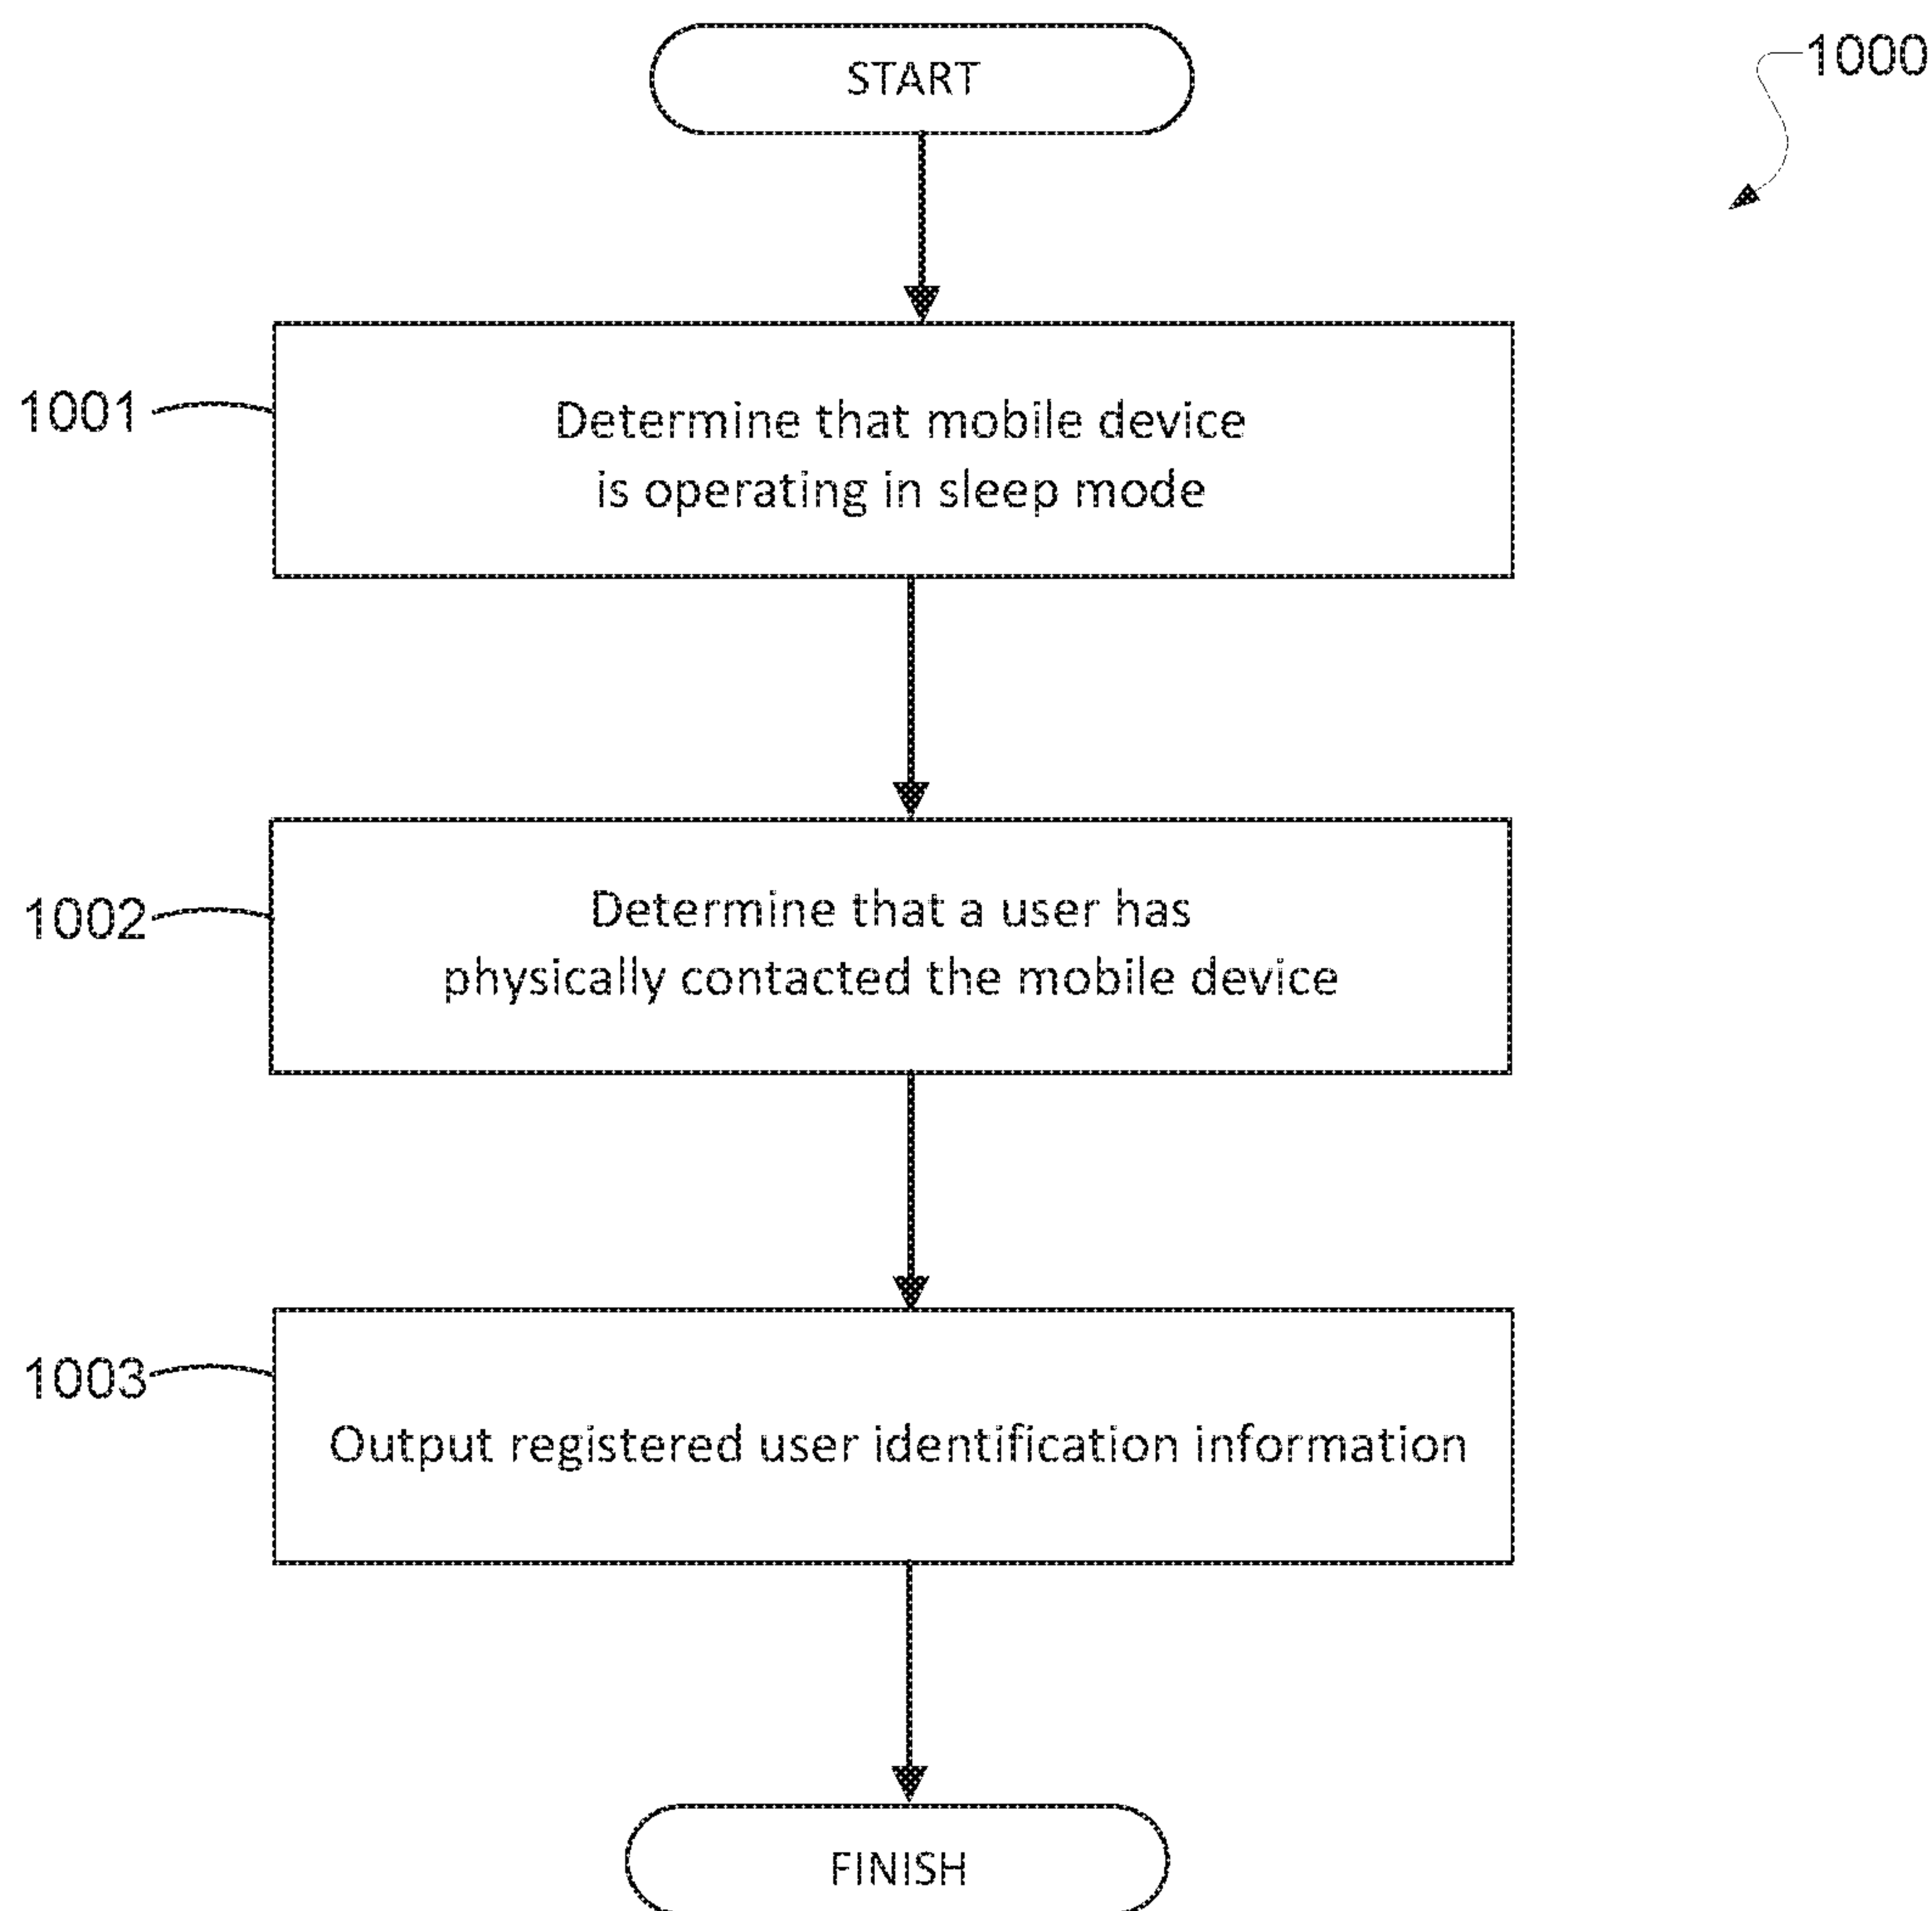 START
1000
1001
Determine that mobile device
is operating in sleep mode
1002
Determine that a user has
physically contacted the mobile device
1003
Output registered user identification information
FINISH